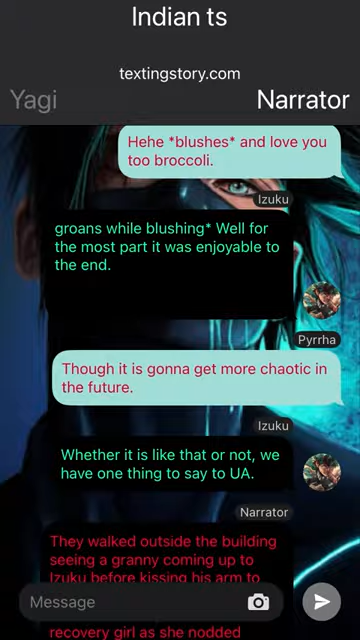 Indian ts
textingstory.com
Yagi
Narrator
Hehe *blushes* and love you
too broccoli.
Izuku
groans while blushing* Well for
the most part it was enjoyable to
the end.
Pyrrha
Though it is gonna get more chaotic in
the future.
Izuku
Whether it is like that or not, we
have one thing to say to UA.
Narrator
They walked outside the building
seeing a granny coming up to
Izuku before kissing his arm to
Message
recovery girl as she nodded